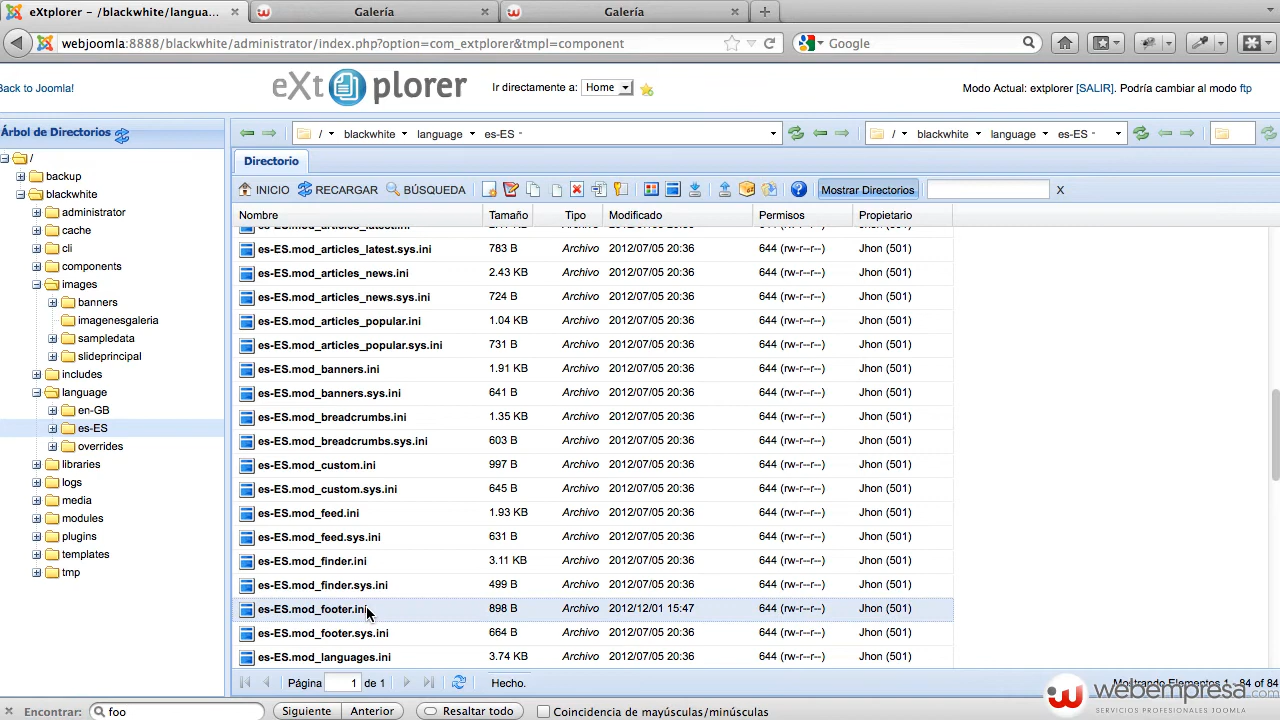 eXtplorer – /blackwhite/langua...
Galería
Galería
webjoomla:8888/blackwhite/administrator/index.php?option=com_extplorer&tmpl=component
Google
Back to Joomla!
eXtplorer
Ir directamente a:
Home
Modo Actual: extplorer [SALIR]. Podría cambiar al modo ftp
Árbol de Directorios
/ blackwhite language es-ES
/ blackwhite language es-ES
Directorio
INICIO RECARGAR BÚSQUEDA Mostrar Directorios X
Nombre Tamaño Tipo Modificado Permisos Propietario
/
backup
blackwhite
administrator
cache
cli
components
images
banners
imagenesgaleria
sampledata
slideprincipal
includes
language
en-GB
es-ES
overrides
libraries
logs
media
modules
plugins
templates
tmp
es-ES.mod_articles_latest.ini
es-ES.mod_articles_latest.sys.ini 783 B Archivo 2012/07/05 20:36 644 (rw-r--r--) Jhon (501)
es-ES.mod_articles_news.ini 2.43 KB Archivo 2012/07/05 20:36 644 (rw-r--r--) Jhon (501)
es-ES.mod_articles_news.sys.ini 724 B Archivo 2012/07/05 20:36 644 (rw-r--r--) Jhon (501)
es-ES.mod_articles_popular.ini 1.04 KB Archivo 2012/07/05 20:36 644 (rw-r--r--) Jhon (501)
es-ES.mod_articles_popular.sys.ini 731 B Archivo 2012/07/05 20:36 644 (rw-r--r--) Jhon (501)
es-ES.mod_banners.ini 1.91 KB Archivo 2012/07/05 20:36 644 (rw-r--r--) Jhon (501)
es-ES.mod_banners.sys.ini 641 B Archivo 2012/07/05 20:36 644 (rw-r--r--) Jhon (501)
es-ES.mod_breadcrumbs.ini 1.35 KB Archivo 2012/07/05 20:36 644 (rw-r--r--) Jhon (501)
es-ES.mod_breadcrumbs.sys.ini 603 B Archivo 2012/07/05 20:36 644 (rw-r--r--) Jhon (501)
es-ES.mod_custom.ini 997 B Archivo 2012/07/05 20:36 644 (rw-r--r--) Jhon (501)
es-ES.mod_custom.sys.ini 645 B Archivo 2012/07/05 20:36 644 (rw-r--r--) Jhon (501)
es-ES.mod_feed.ini 1.93 KB Archivo 2012/07/05 20:36 644 (rw-r--r--) Jhon (501)
es-ES.mod_feed.sys.ini 631 B Archivo 2012/07/05 20:36 644 (rw-r--r--) Jhon (501)
es-ES.mod_finder.ini 3.11 KB Archivo 2012/07/05 20:36 644 (rw-r--r--) Jhon (501)
es-ES.mod_finder.sys.ini 499 B Archivo 2012/07/05 20:36 644 (rw-r--r--) Jhon (501)
es-ES.mod_footer.ini 898 B Archivo 2012/12/01 15:47 644 (rw-r--r--) Jhon (501)
es-ES.mod_footer.sys.ini 664 B Archivo 2012/07/05 20:36 644 (rw-r--r--) Jhon (501)
es-ES.mod_languages.ini 3.74 KB Archivo 2012/07/05 20:36 644 (rw-r--r--) Jhon (501)
Página 1 de 1 Hecho. Mostrando Elementos 1 - 84 of 84
webempresa.com
SERVICIOS PROFESIONALES JOOMLA
Encontrar: foo Siguiente Anterior Resaltar todo Coincidencia de mayúsculas/minúsculas